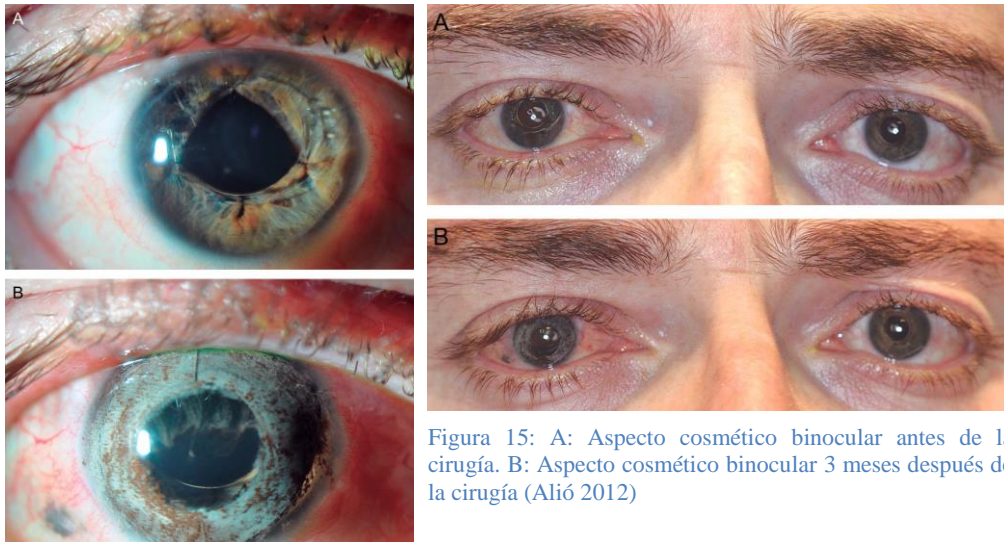 A
A
B
B
Figura 15: A: Aspecto cosmético binocular antes de l
cirugía. B: Aspecto cosmético binocular 3 meses después d
la cirugía (Alió 2012)